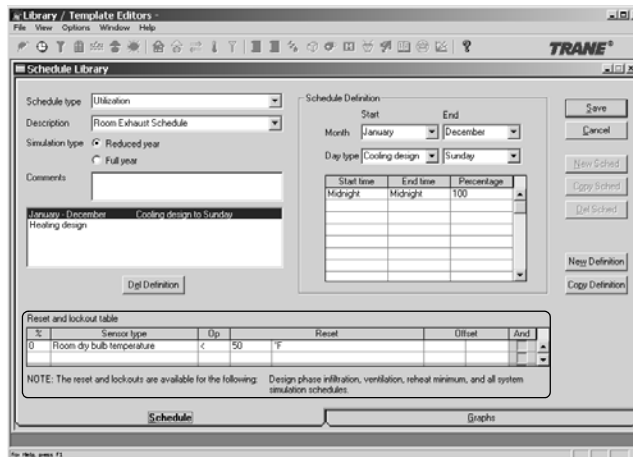 Library / Template Editors -
File View Options Window Help
TRANE®
Schedule Library
Schedule type Utilization
Description Room Exhaust Schedule
Simulation type Reduced year
Full year
Comments
January - December Cooling design to Sunday
Heating design
Del Definition
Schedule Definition
Start End
Month January December
Day type Cooling design Sunday
Start time End time Percentage
Midnight Midnight 100
Save
Cancel
New Sched
Copy Sched
Del Sched
New Definition
Copy Definition
Reset and lockout table
% Sensor type Op Reset Offset And
0 Room dry bulb temperature < 50 °F
NOTE: The reset and lockouts are available for the following: Design phase infiltration, ventilation, reheat minimum, and all system
simulation schedules.
Schedule Graphs
For Help, press F1